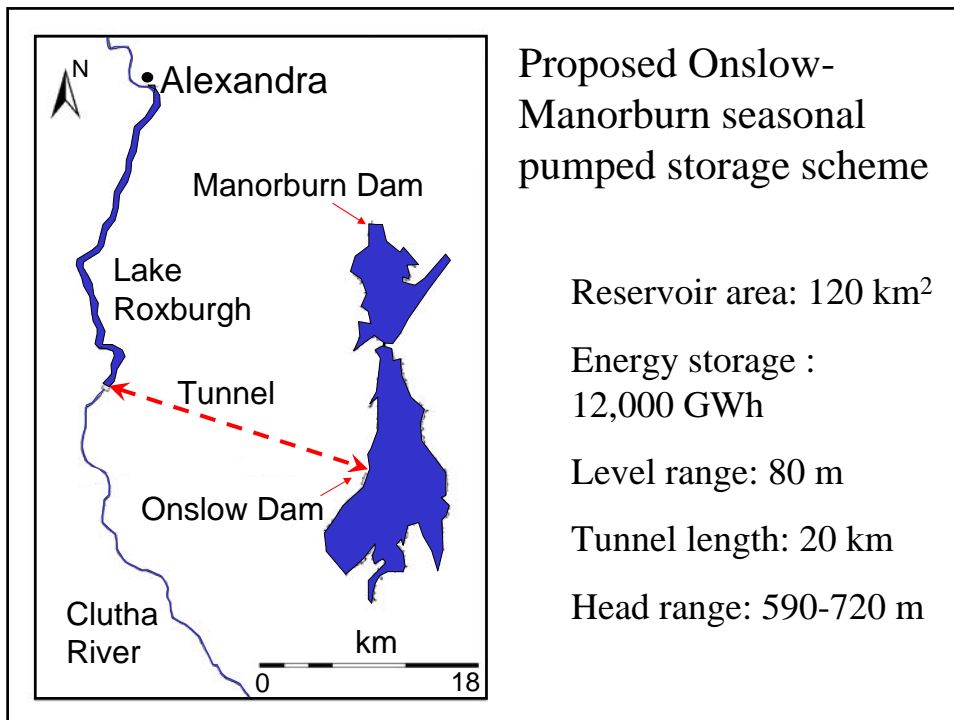 N
Alexandra
Manorburn Dam
Lake
Roxburgh
Tunnel
Onslow Dam
Clutha
River
km
0
18
Proposed Onslow-
Manorburn seasonal
pumped storage scheme
Reservoir area: 120 km²
Energy storage :
12,000 GWh
Level range: 80 m
Tunnel length: 20 km
Head range: 590-720 m